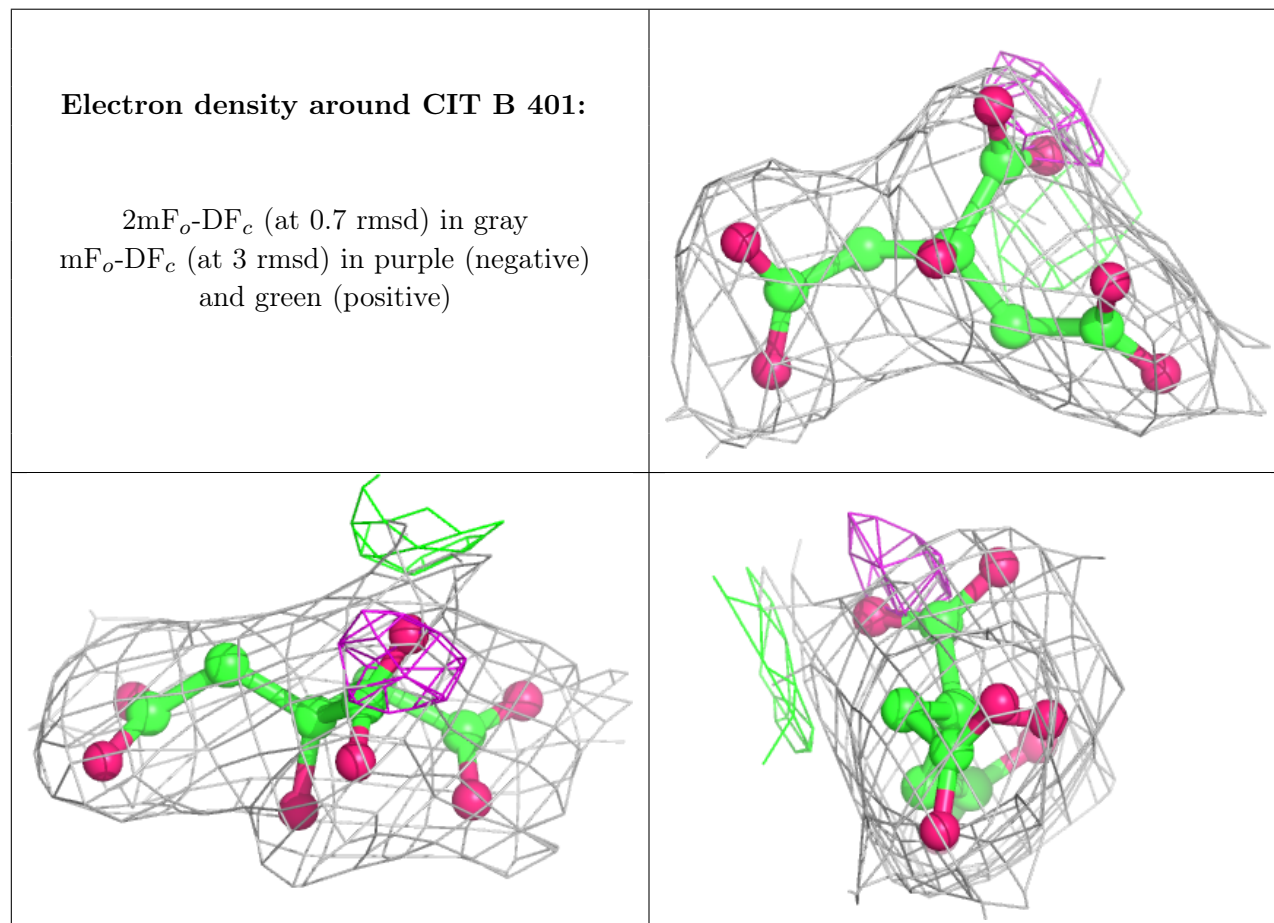 Electron density around CIT B 401:
2mFo-DFc (at 0.7 rmsd) in gray
mFo-DFc (at 3 rmsd) in purple (negative)
and green (positive)